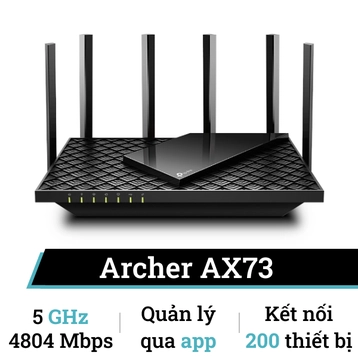 Archer AX73
5 GHz
4804 Mbps
Quản lý
qua app
Kết nối
200 thiết bị